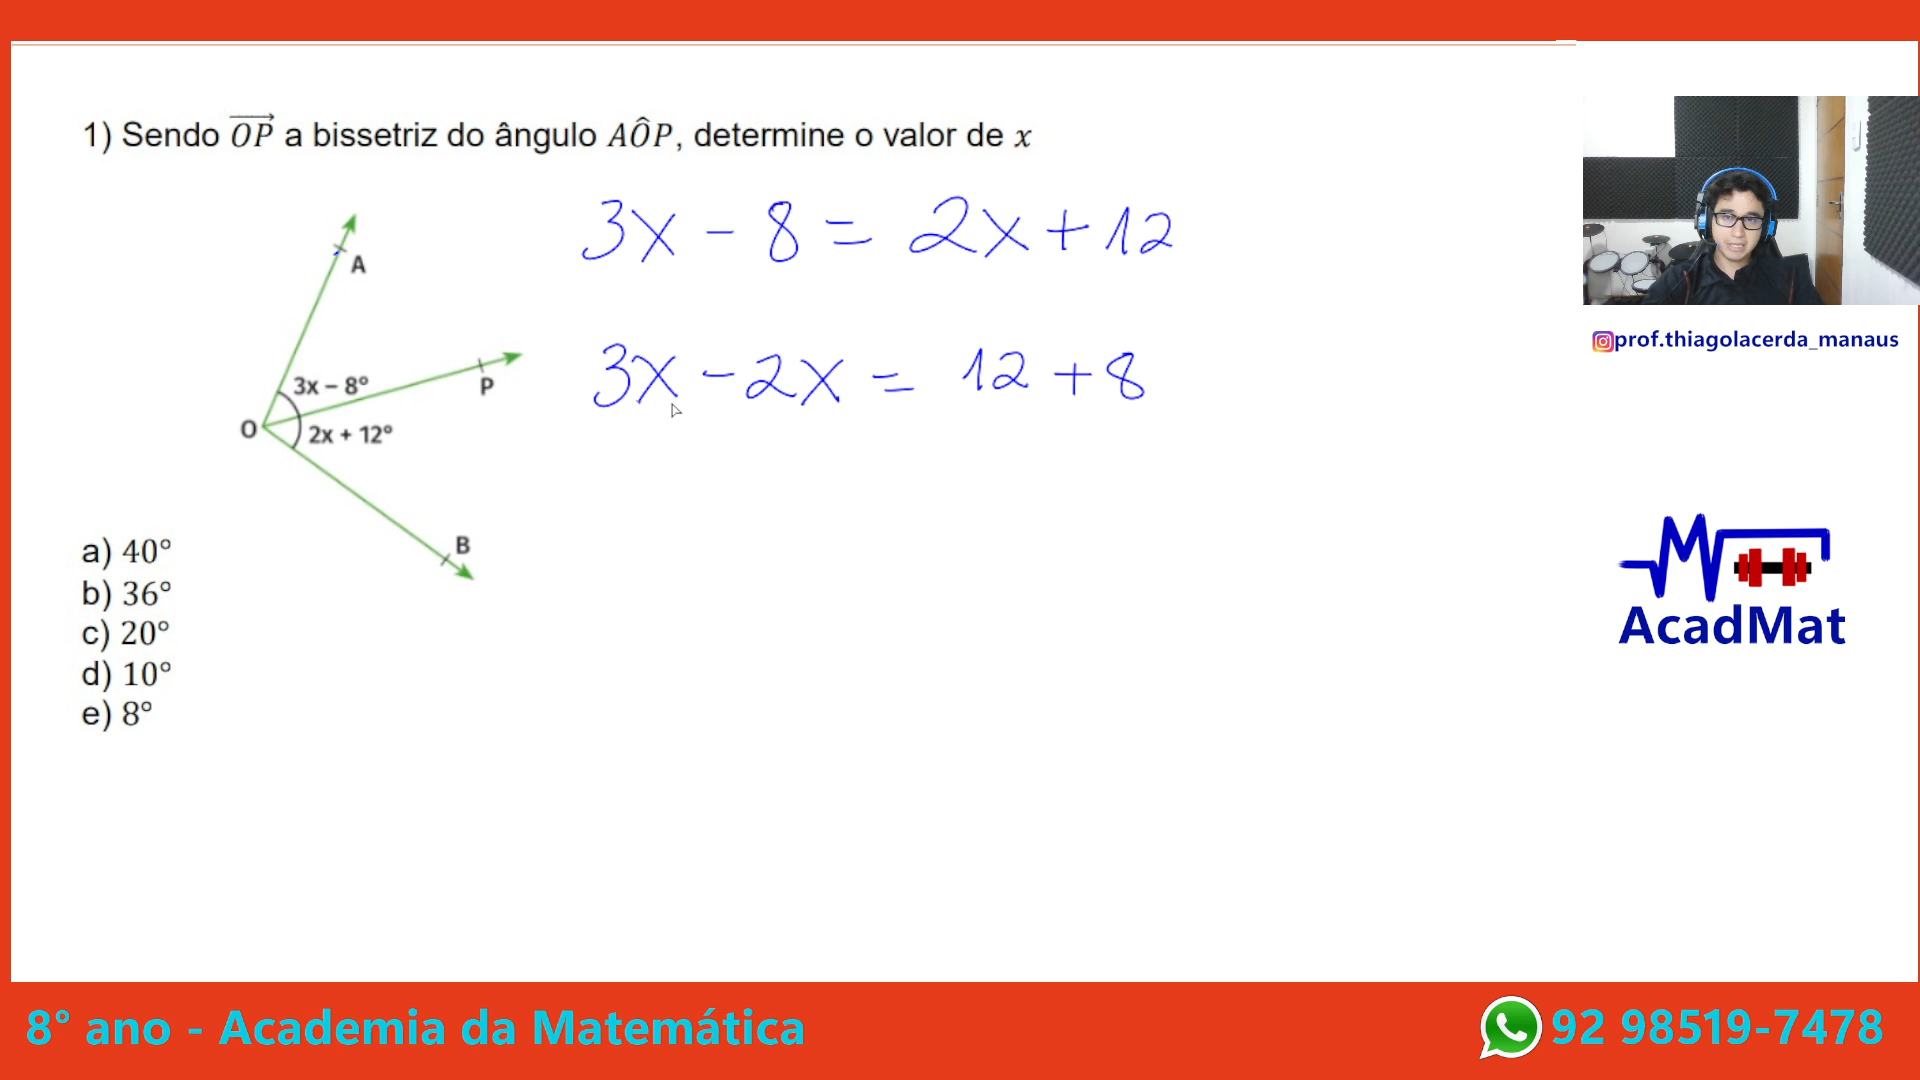 1) Sendo OP a bissetriz do ângulo AÔP, determine o valor de x
3x - 8 = 2x + 12
A
3x - 2x = 12 + 8
3x – 8°
P
O
2x + 12°
B
a) 40°
b) 36°
c) 20°
d) 10°
e) 8°
prof.thiagolacerda_manaus
AcadMat
8° ano - Academia da Matemática
92 98519-7478